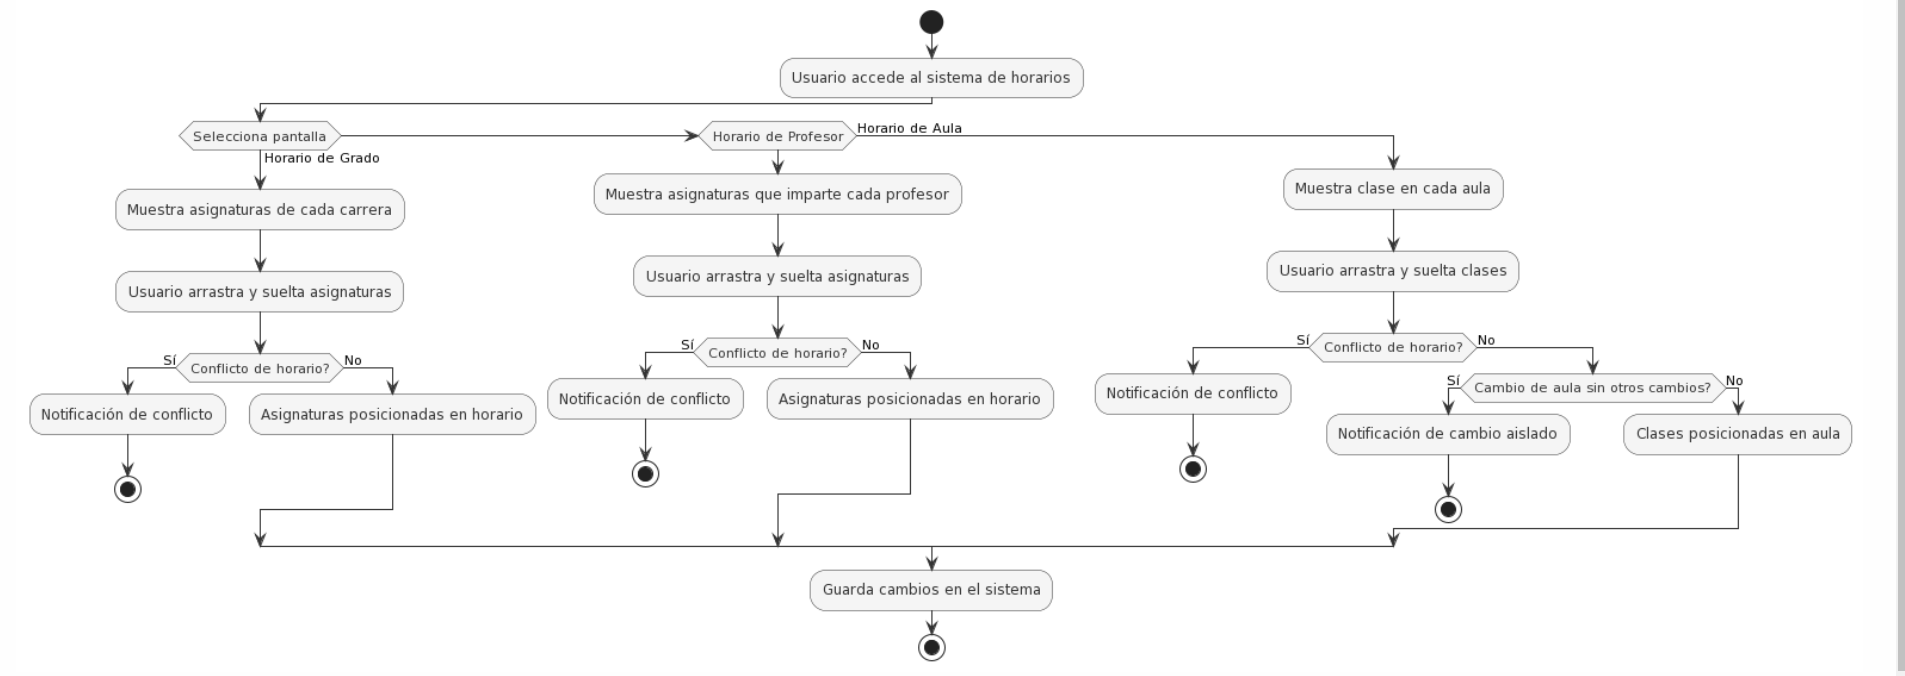 Usuario accede al sistema de horarios
Selecciona pantalla
Horario de Profesor
Horario de Aula
Horario de Grado
Muestra asignaturas de cada carrera
Muestra asignaturas que imparte cada profesor
Muestra clase en cada aula
Usuario arrastra y suelta asignaturas
Usuario arrastra y suelta asignaturas
Usuario arrastra y suelta clases
Sí
Conflicto de horario?
No
Sí
Conflicto de horario?
No
Sí
Conflicto de horario?
No
Notificación de conflicto
Asignaturas posicionadas en horario
Notificación de conflicto
Asignaturas posicionadas en horario
Notificación de conflicto
Sí
Cambio de aula sin otros cambios?
No
Notificación de cambio aislado
Clases posicionadas en aula
Guarda cambios en el sistema